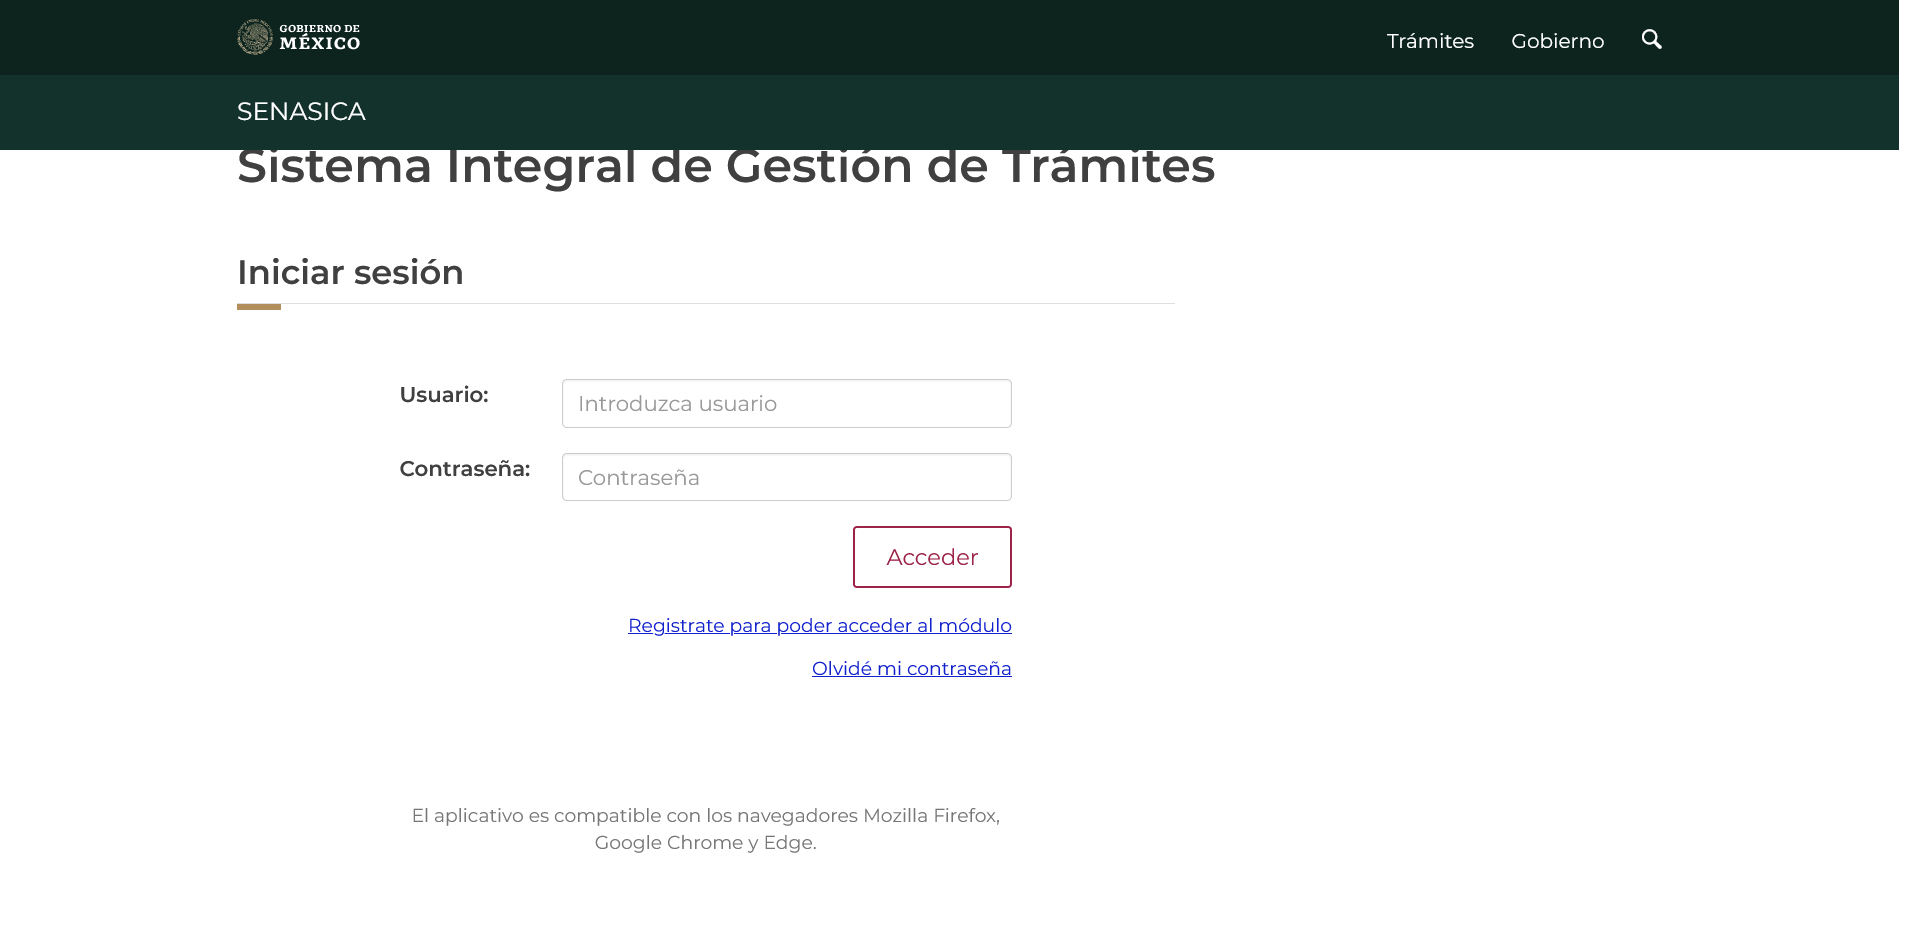 GOBIERNO DE
MÉXICO
Trámites Gobierno
SENASICA
Sistema Integral de Gestión de Trámites
Iniciar sesión
Usuario: Introduzca usuario
Contraseña: Contraseña
Acceder
Registrate para poder acceder al módulo
Olvidé mi contraseña
El aplicativo es compatible con los navegadores Mozilla Firefox,
Google Chrome y Edge.